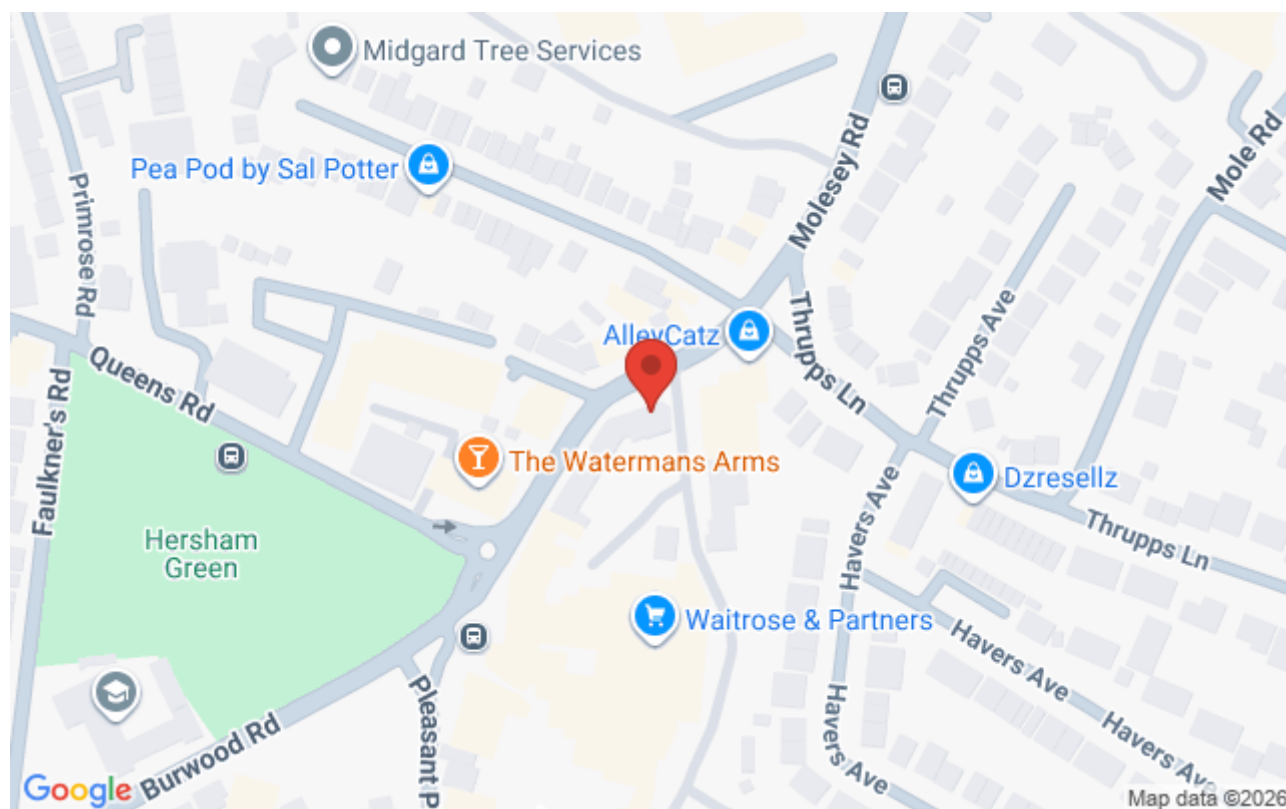 Midgard Tree Services
Pea Pod by Sal Potter
Primrose Rd
Molesey Rd
Mole Rd
AlleyCatz
Thrupps Ln
Thrupps Ave
Queens Rd
Faulkner's Rd
The Watermans Arms
Dzresellz
Hersham
Green
Havers Ave
Thrupps Ln
Waitrose & Partners
Havers Ave
Havers Ave
Havers Ave
Havers Ave
Pleasant P
Burwood Rd
Google
Map data ©2026